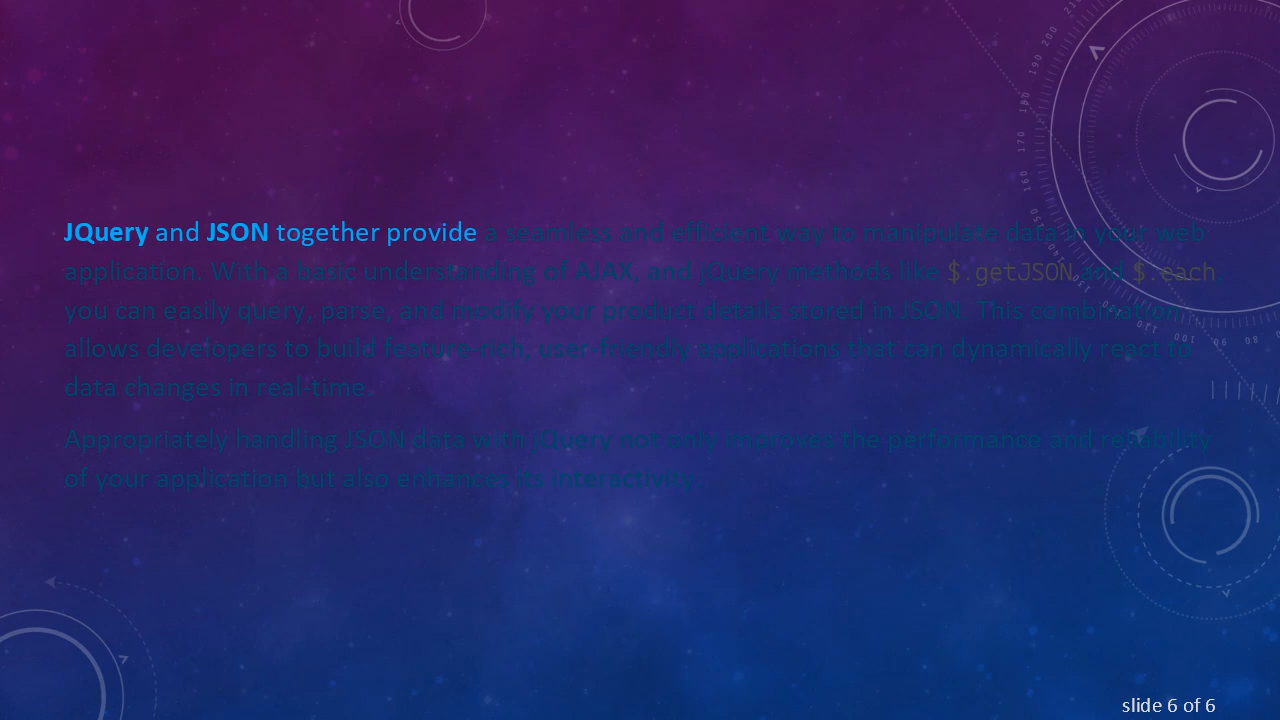 JQuery and JSON together provide a seamless and efficient way to manipulate data in your web
application. With a basic understanding of AJAX, and jQuery methods like $.getJSON and $.each,
you can easily query, parse, and modify your product details stored in JSON. This combination
allows developers to build feature-rich, user-friendly applications that can dynamically react to
data changes in real-time.
Appropriately handling JSON data with jQuery not only improves the performance and reliability
of your application but also enhances its interactivity.
slide 6 of 6